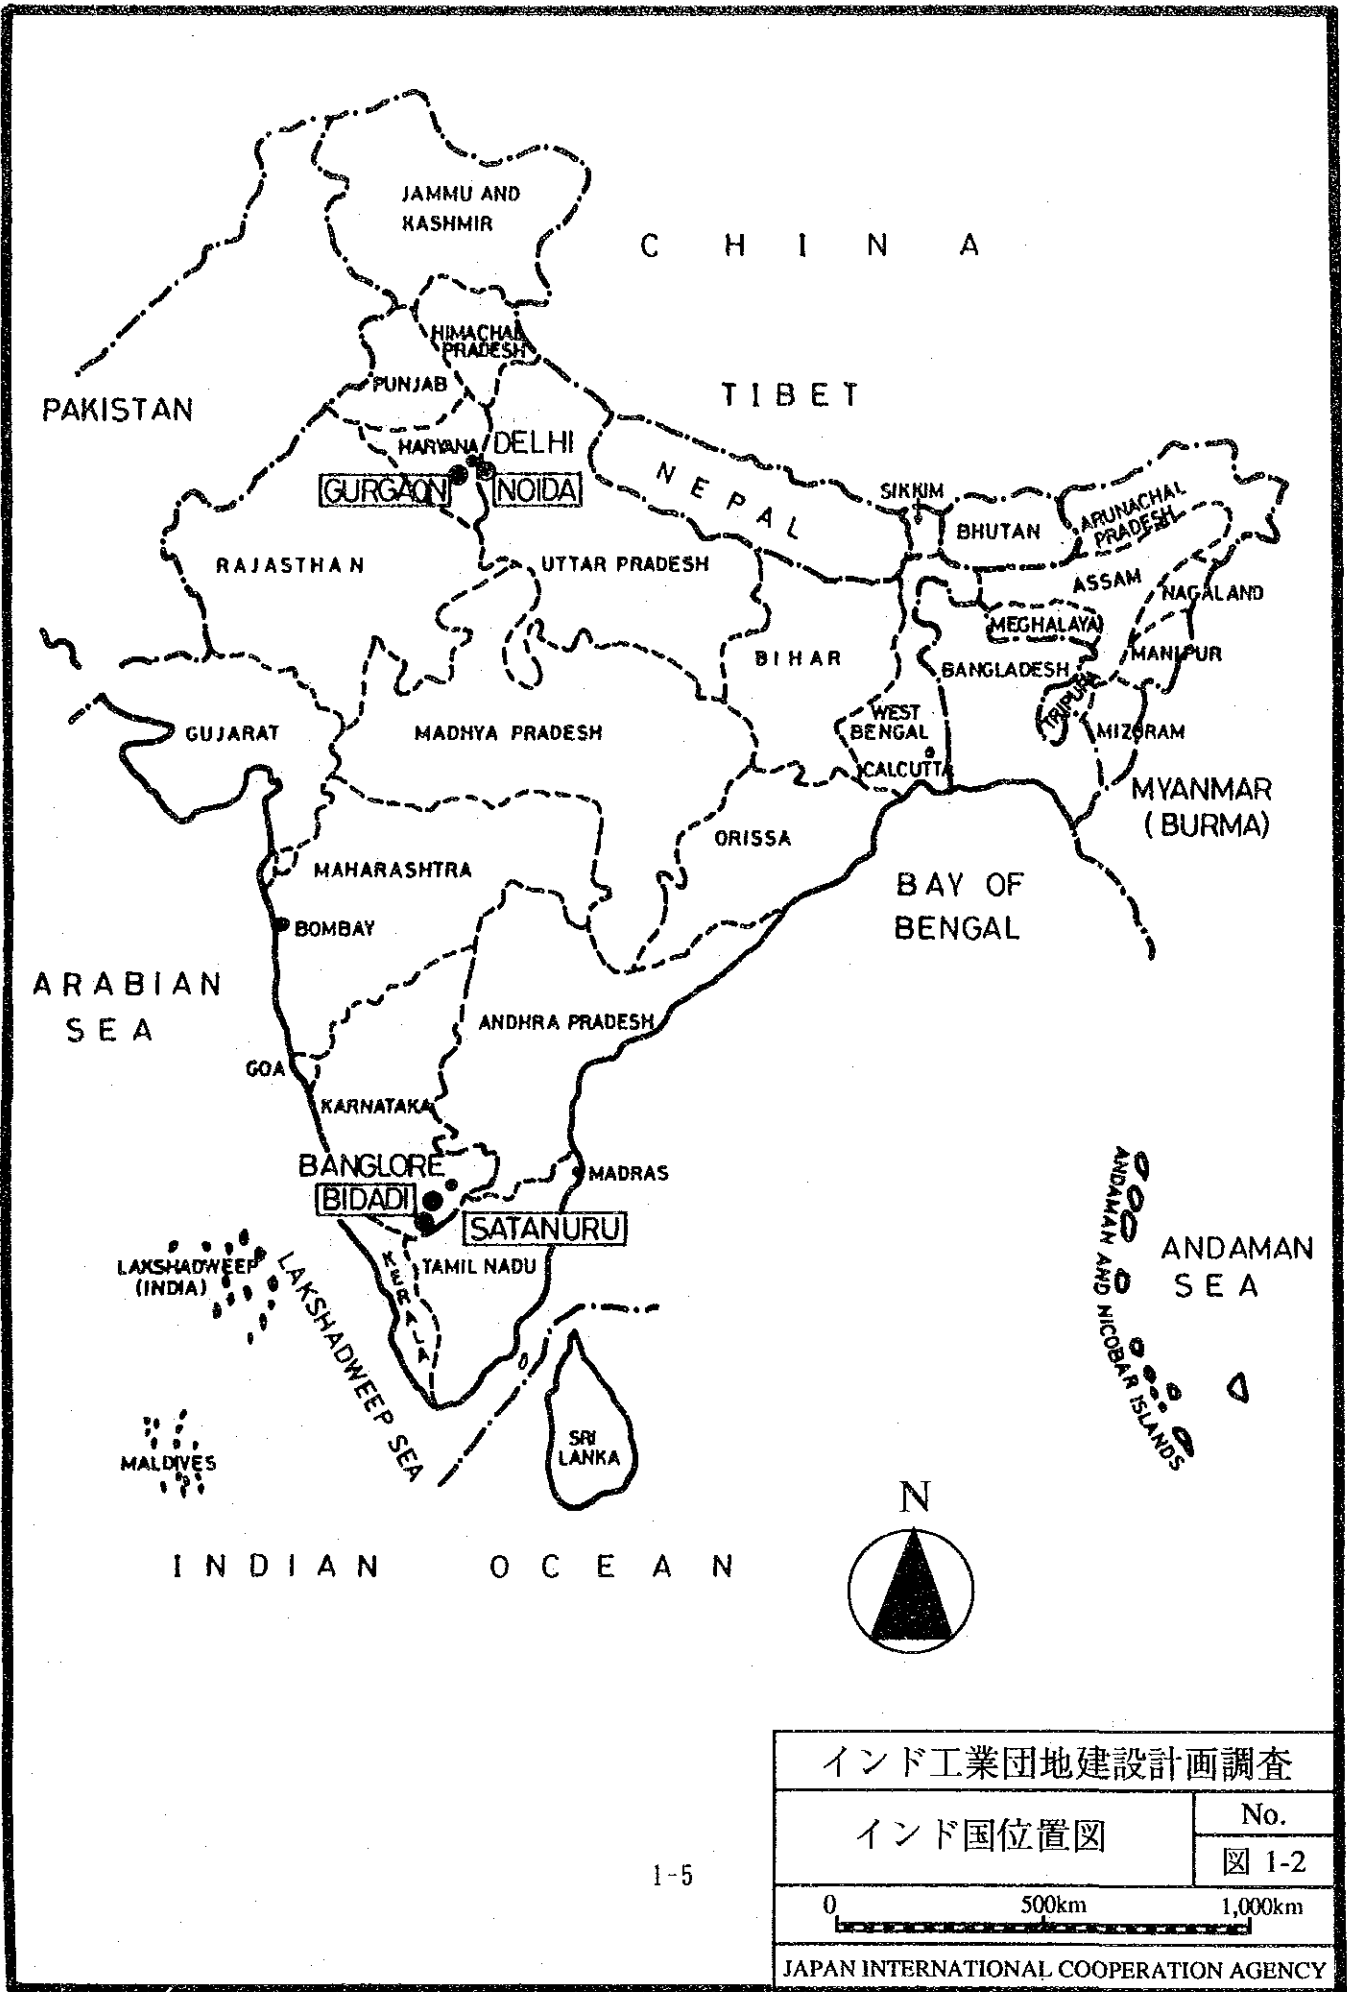 JAMMU AND
KASHMIR
C H I N A
HIMACHAL
PRADESH
PUNJAB
TIBET
PAKISTAN
HARYANA
DELHI
GURGAON
NOIDA
NEPAL
SIKKIM
BHUTAN
ARUNACHAL
PRADESH
RAJASTHAN
UTTAR PRADESH
ASSAM
NAGALAND
MEGHALAYA
BIHAR
BANGLADESH
MANIPUR
TRIPURA
WEST
BENGAL
GUJARAT
MADHYA PRADESH
MIZORAM
CALCUTTA
MYANMAR
(BURMA)
ORISSA
MAHARASHTRA
BAY OF
BENGAL
BOMBAY
ARABIAN
SEA
ANDHRA PRADESH
GOA
KARNATAKA
BANGLORE
MADRAS
BIDADI
SATANURU
LAXSHADWEEP
(INDIA)
LAKSHADWEEP SEA
KERALA
TAMIL NADU
ANDAMAN AND NICOBAR ISLANDS
ANDAMAN
SEA
MALDIVES
SRI
LANKA
INDIAN OCEAN
N
インド工業団地建設計画調査
インド国位置図
No.
図 1-2
1-5
0 500km 1,000km
JAPAN INTERNATIONAL COOPERATION AGENCY